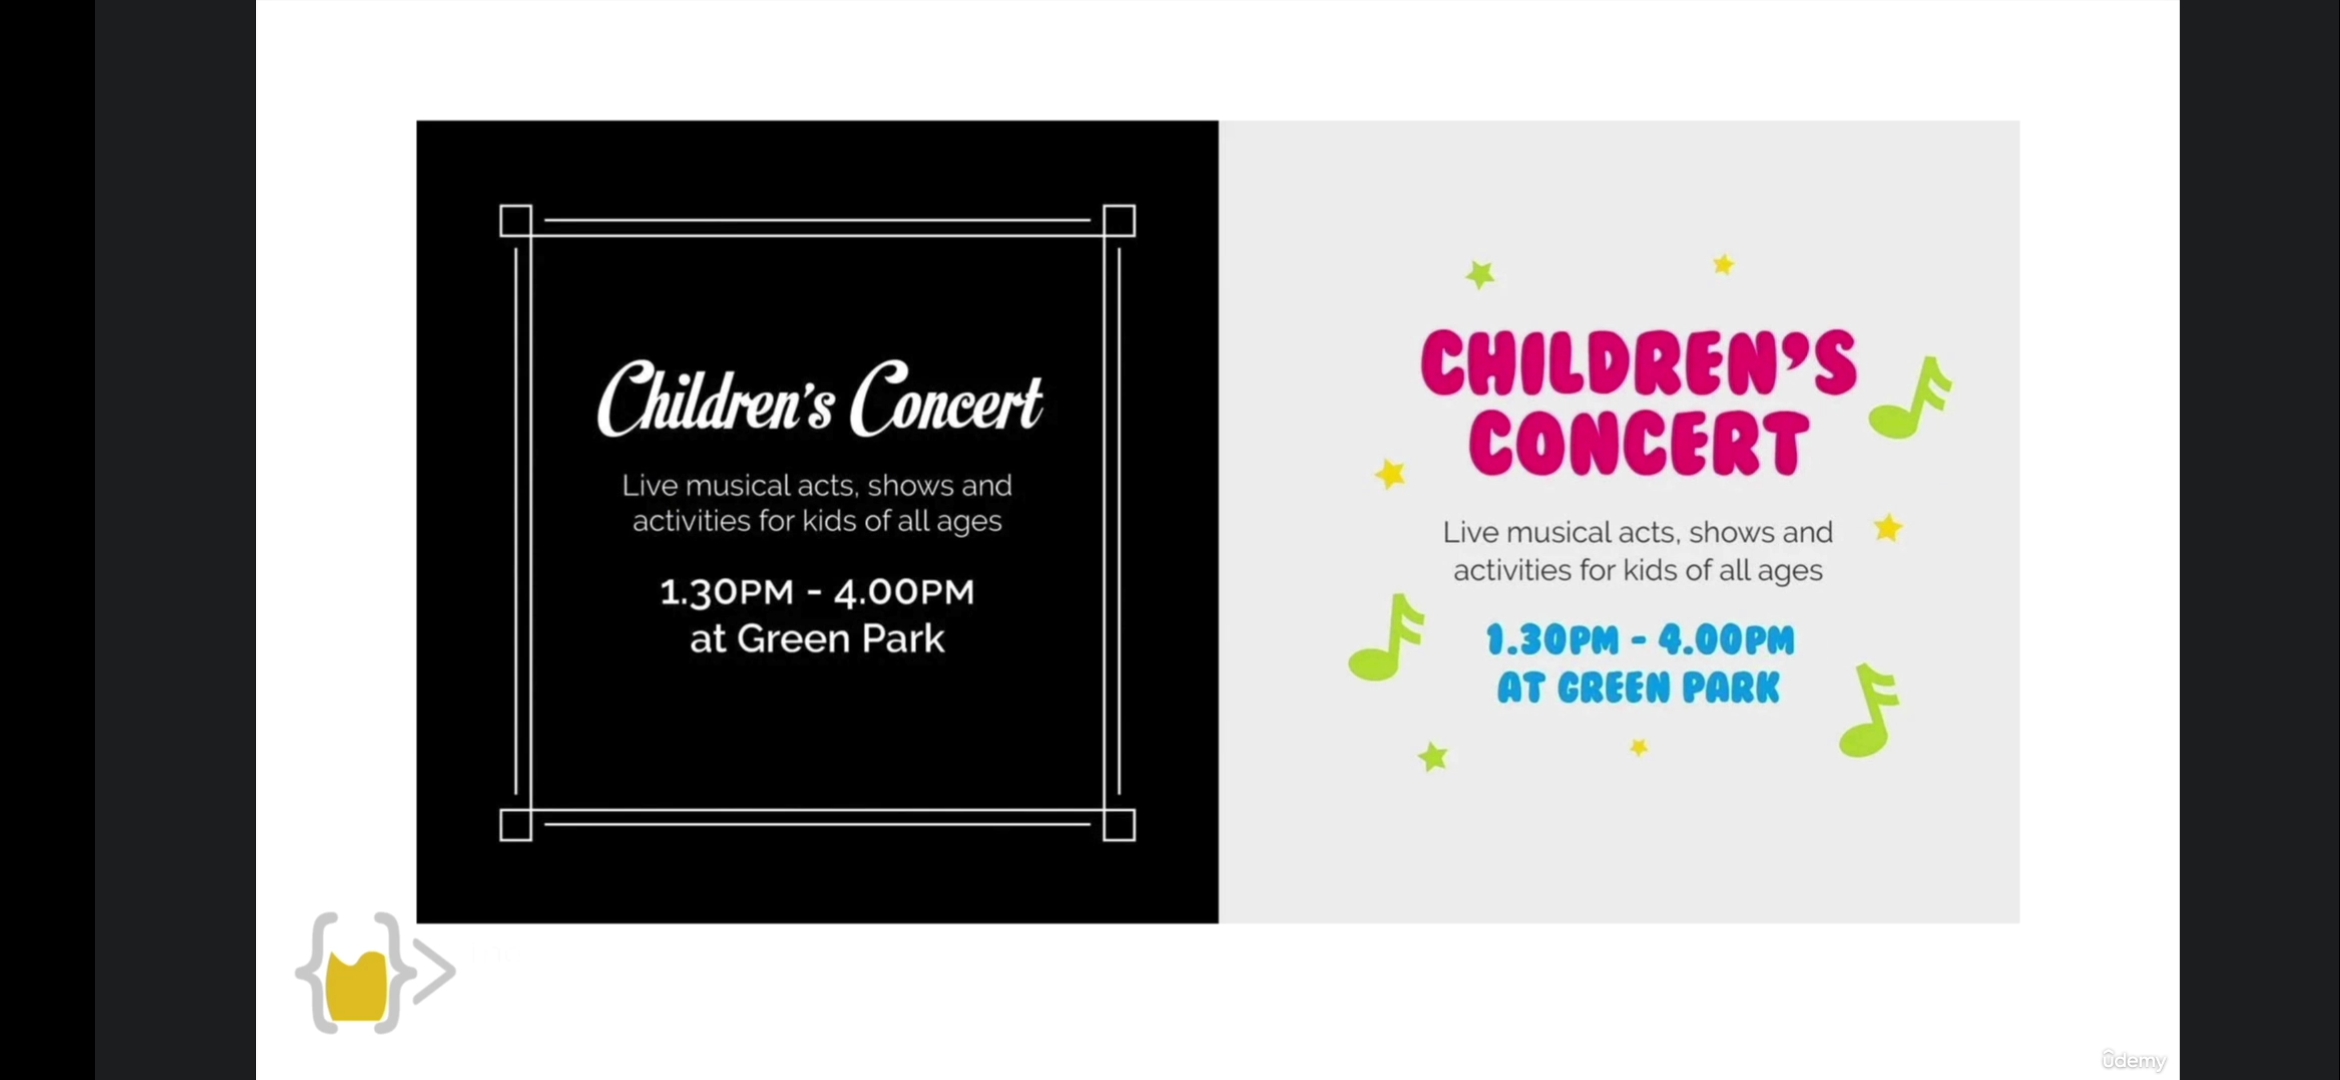 Children's Concert
Live musical acts, shows and
activities for kids of all ages
1.30PM - 4.00PM
at Green Park
CHILDREN'S
CONCERT
Live musical acts, shows and
activities for kids of all ages
1.30PM - 4.00PM
AT GREEN PARK
ûdemy